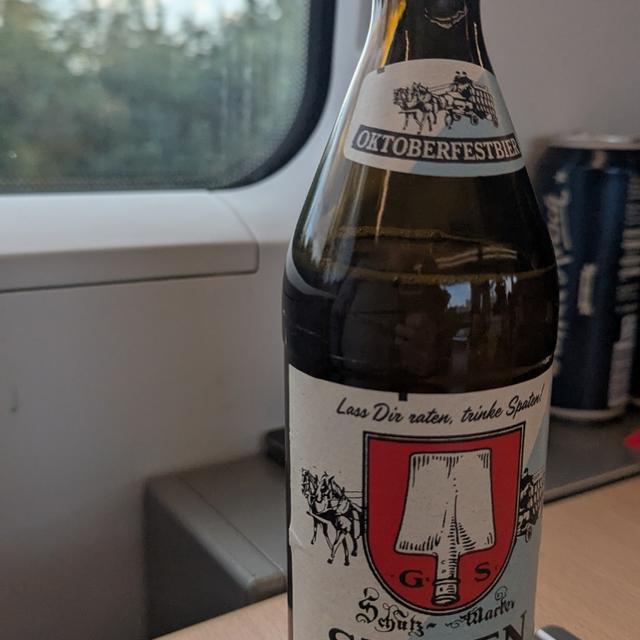 OKTOBERFESTBIER
Lass Dir raten, trinke Spaten!
G. S
Schutz-Marke